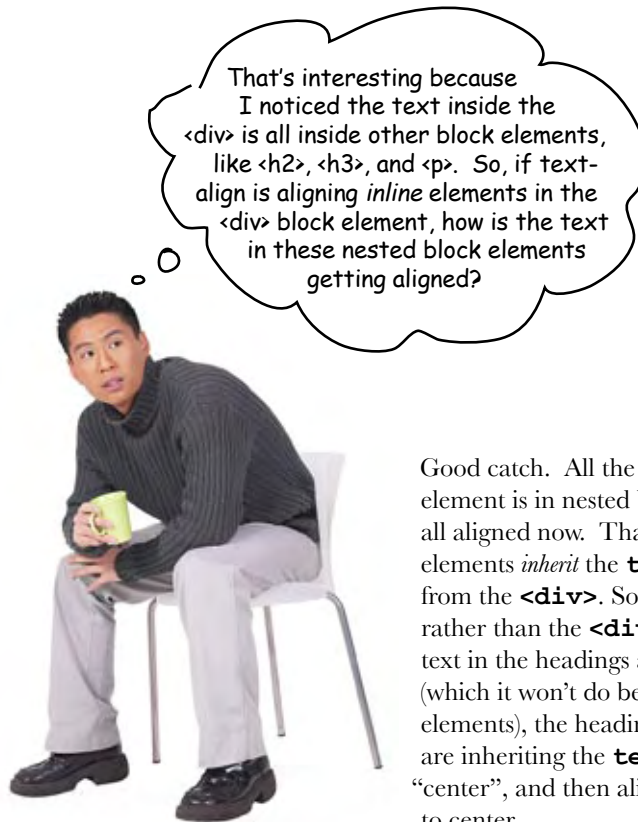 That's interesting because
I noticed the text inside the
<div> is all inside other block elements,
like <h2>, <h3>, and <p>. So, if text-
align is aligning inline elements in the
<div> block element, how is the text
in these nested block elements
getting aligned?
Good catch. All the
element is in nested
all aligned now. Tha
elements inherit the t
from the <div>. So
rather than the <di
text in the headings a
(which it won't do be
elements), the headin
are inheriting the te
"center", and then ali
to center.